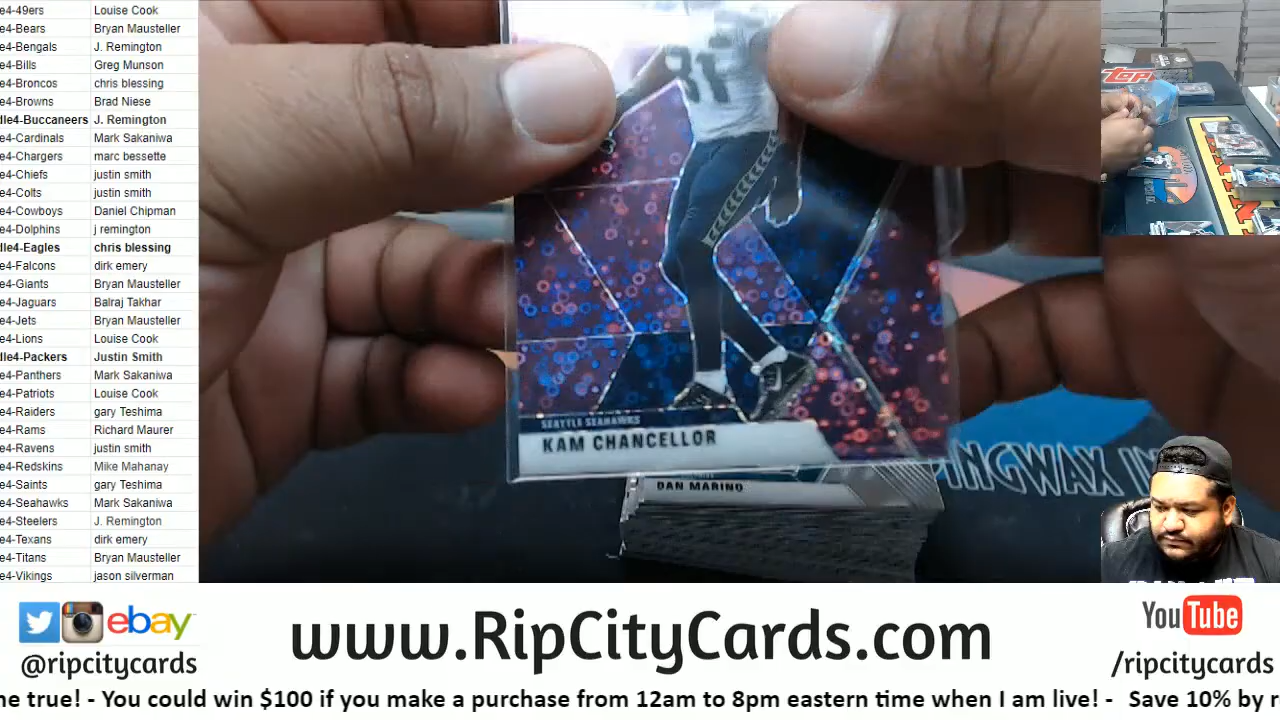 e4-49ers Louise Cook
e4-Bears Bryan Mausteller
e4-Bengals J. Remington
e4-Bills Greg Munson
e4-Broncos chris blessing
e4-Browns Brad Niese
dle4-Buccaneers J. Remington
e4-Cardinals Mark Sakaniwa
e4-Chargers marc bessette
e4-Chiefs justin smith
e4-Colts justin smith
e4-Cowboys Daniel Chipman
e4-Dolphins j remington
dle4-Eagles chris blessing
e4-Falcons dirk emery
e4-Giants Bryan Mausteller
e4-Jaguars Balraj Takhar
e4-Jets Bryan Mausteller
e4-Lions Louise Cook
dle4-Packers Justin Smith
e4-Panthers Mark Sakaniwa
e4-Patriots Louise Cook
e4-Raiders gary Teshima
e4-Rams Richard Maurer
e4-Ravens justin smith
e4-Redskins Mike Mahanay
e4-Saints gary Teshima
e4-Seahawks Mark Sakaniwa
e4-Steelers J. Remington
e4-Texans dirk emery
e4-Titans Bryan Mausteller
e4-Vikings jason silverman
31
SEATTLE SEAHAWKS
KAM CHANCELLOR
DAN MARINO
PINGWAX
ebay
@ripcitycards
www.RipCityCards.com
YouTube
/ripcitycards
ne true! - You could win $100 if you make a purchase from 12am to 8pm eastern time when I am live! - Save 10% by